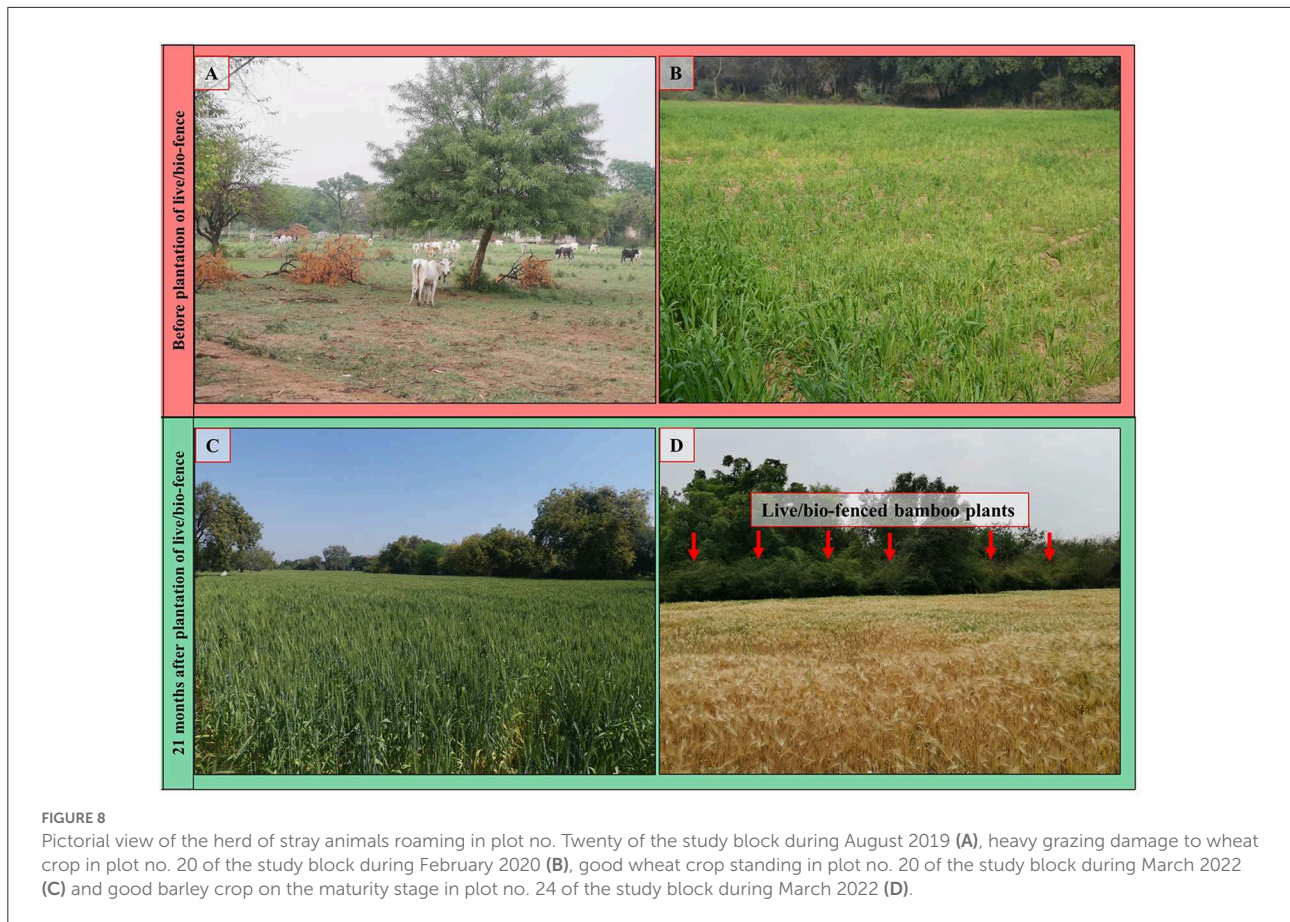 Before plantation of live/bio-fence
A
B
21 months after plantation of live/bio-fence
C
D
Live/bio-fenced bamboo plants
FIGURE 8
Pictorial view of the herd of stray animals roaming in plot no. Twenty of the study block during August 2019 (A), heavy grazing damage to wheat
crop in plot no. 20 of the study block during February 2020 (B), good wheat crop standing in plot no. 20 of the study block during March 2022
(C) and good barley crop on the maturity stage in plot no. 24 of the study block during March 2022 (D).